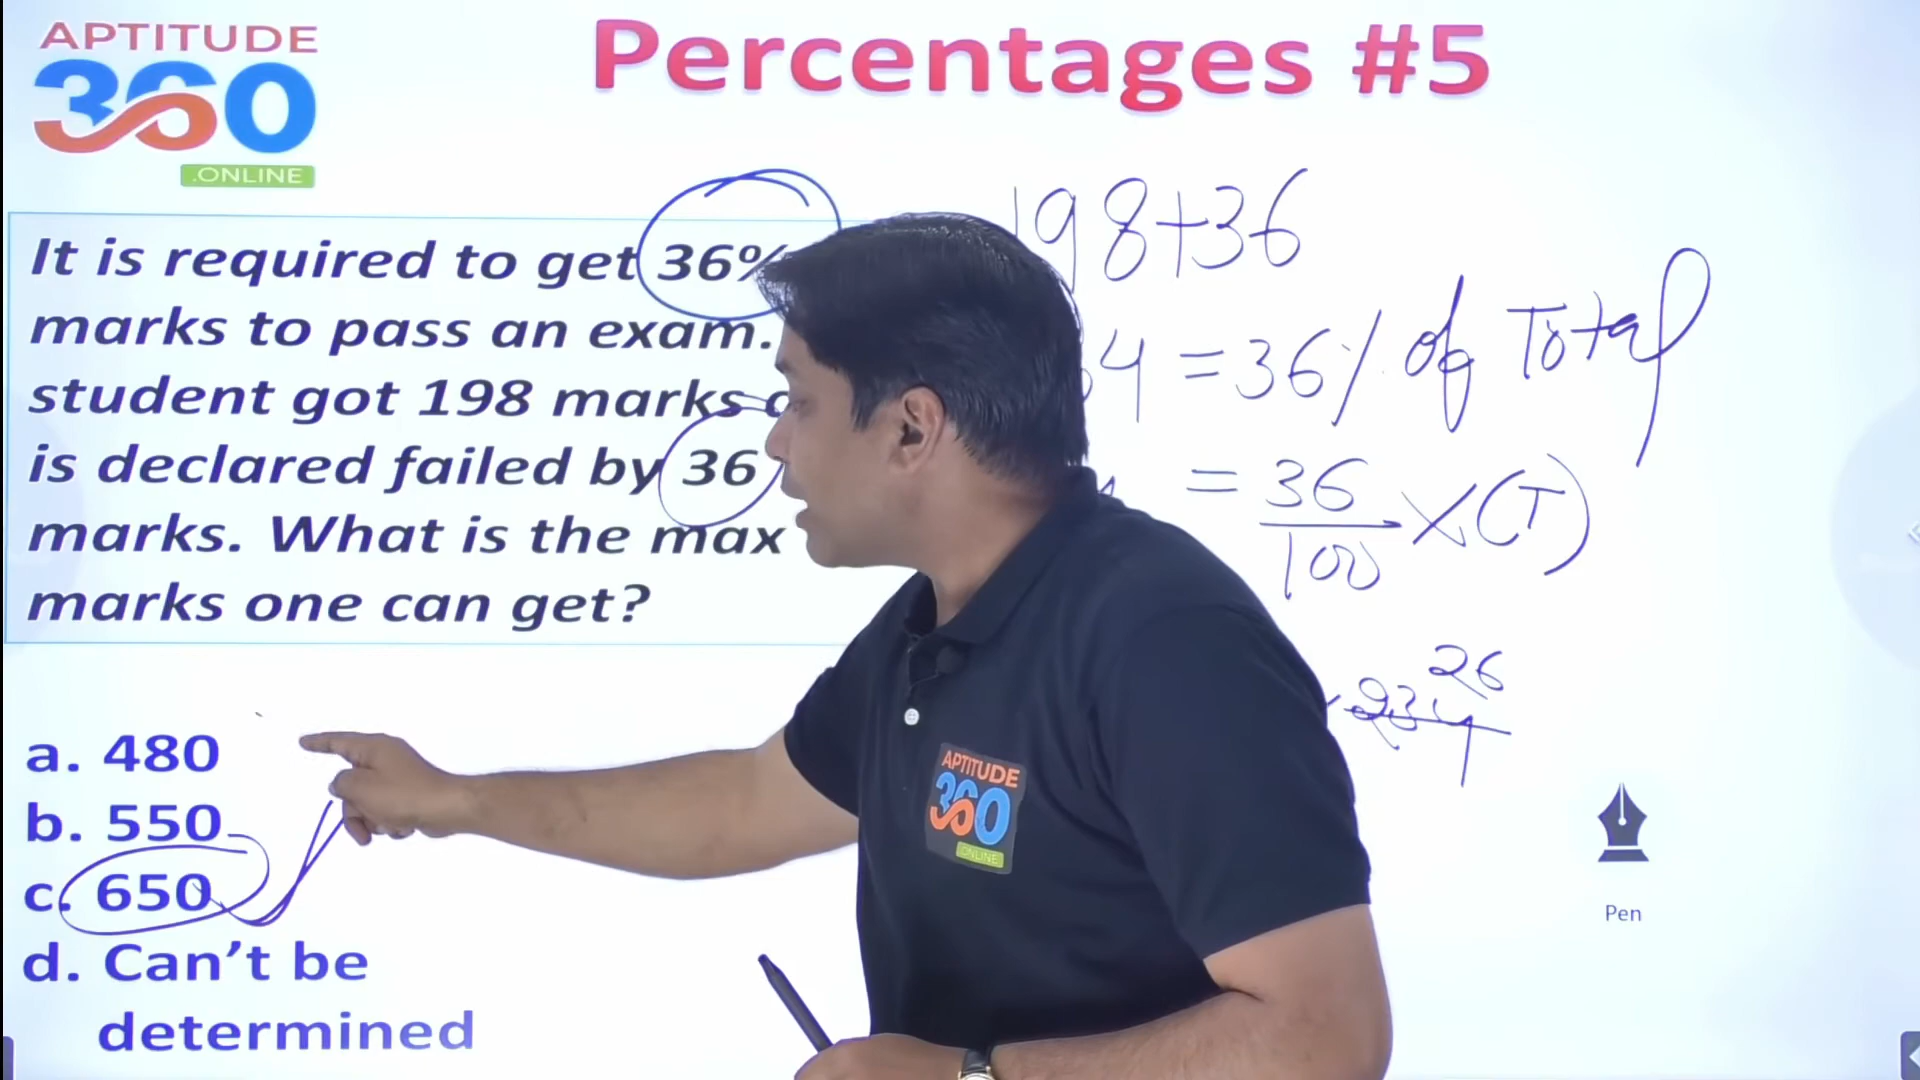 APTITUDE
360
.ONLINE
Percentages #5
It is required to get 36%
marks to pass an exam.
student got 198 marks
is declared failed by 36
marks. What is the max
marks one can get?
a. 480
b. 550
c. 650
d. Can't be
determined
198+36
34 = 36% of Total
= 36/100 × (T)
26
234
APTITUDE
360
ONLINE
Pen